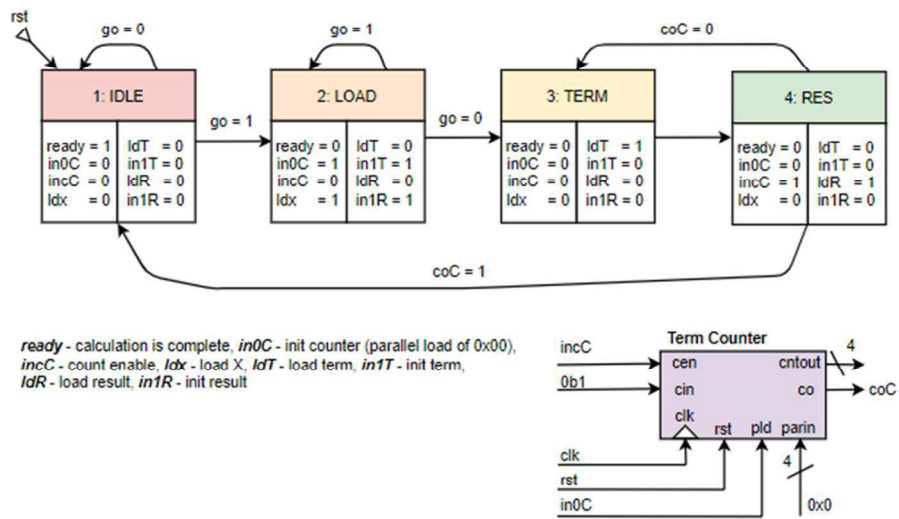 rst
go = 0
go = 1
coC = 0
1: IDLE
2: LOAD
3: TERM
4: RES
go = 1
go = 0
ready = 1
in0C = 0
incC = 0
ldx = 0
ldT = 0
in1T = 0
ldR = 0
in1R = 0
ready = 0
in0C = 1
incC = 0
ldx = 1
ldT = 0
in1T = 1
ldR = 0
in1R = 1
ready = 0
in0C = 0
incC = 0
ldx = 0
ldT = 1
in1T = 0
ldR = 0
in1R = 0
ready = 0
in0C = 0
incC = 1
ldx = 0
ldT = 0
in1T = 0
ldR = 1
in1R = 0
coC = 1
ready - calculation is complete, in0C - init counter (parallel load of 0x00),
incC - count enable, ldx - load X, ldT - load term, in1T - init term,
ldR - load result, in1R - init result
Term Counter
incC
0b1
cen
cin
clk
rst
pld
parin
cntout
co
4
coC
clk
rst
in0C
4
0x0